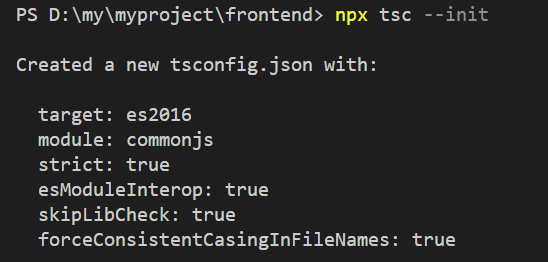 PS D:\my\myproject\frontend> npx tsc --init
Created a new tsconfig.json with:
target: es2016
module: commonjs
strict: true
esModuleInterop: true
skipLibCheck: true
forceConsistentCasingInFileNames: true